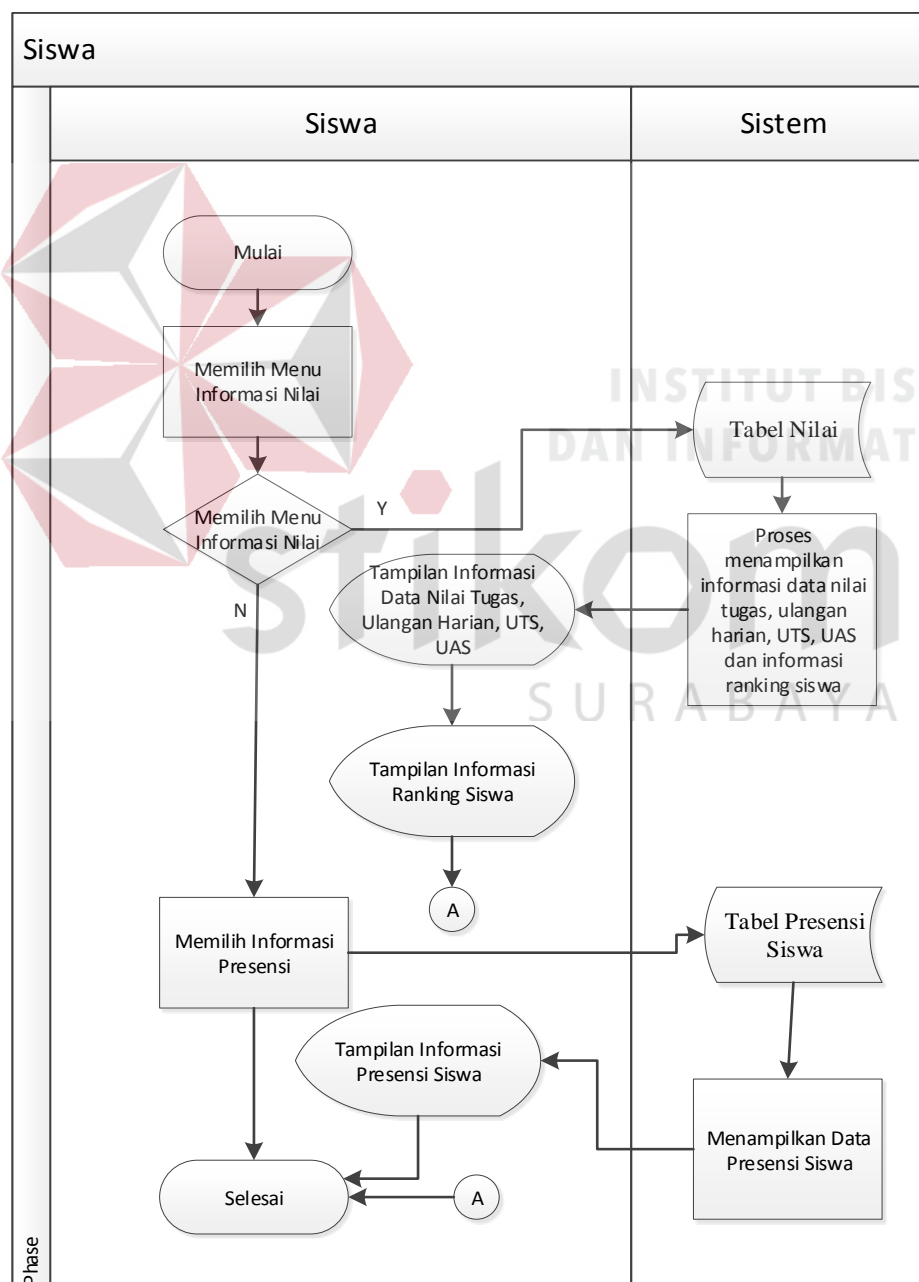 Siswa
Siswa
Sistem
Mulai
Memilih Menu
Informasi Nilai
INSTITUT BIS
DAN INFORMAT
Tabel Nilai
Memilih Menu
Informasi Nilai
Y
N
stikom
SURABAYA
Proses
menampilkan
informasi data nilai
tugas, ulangan
harian, UTS, UAS
dan informasi
ranking siswa
Tampilan Informasi
Data Nilai Tugas,
Ulangan Harian, UTS,
UAS
Tampilan Informasi
Ranking Siswa
A
Memilih Informasi
Presensi
Tabel Presensi
Siswa
Tampilan Informasi
Presensi Siswa
Menampilkan Data
Presensi Siswa
Selesai
A
Phase